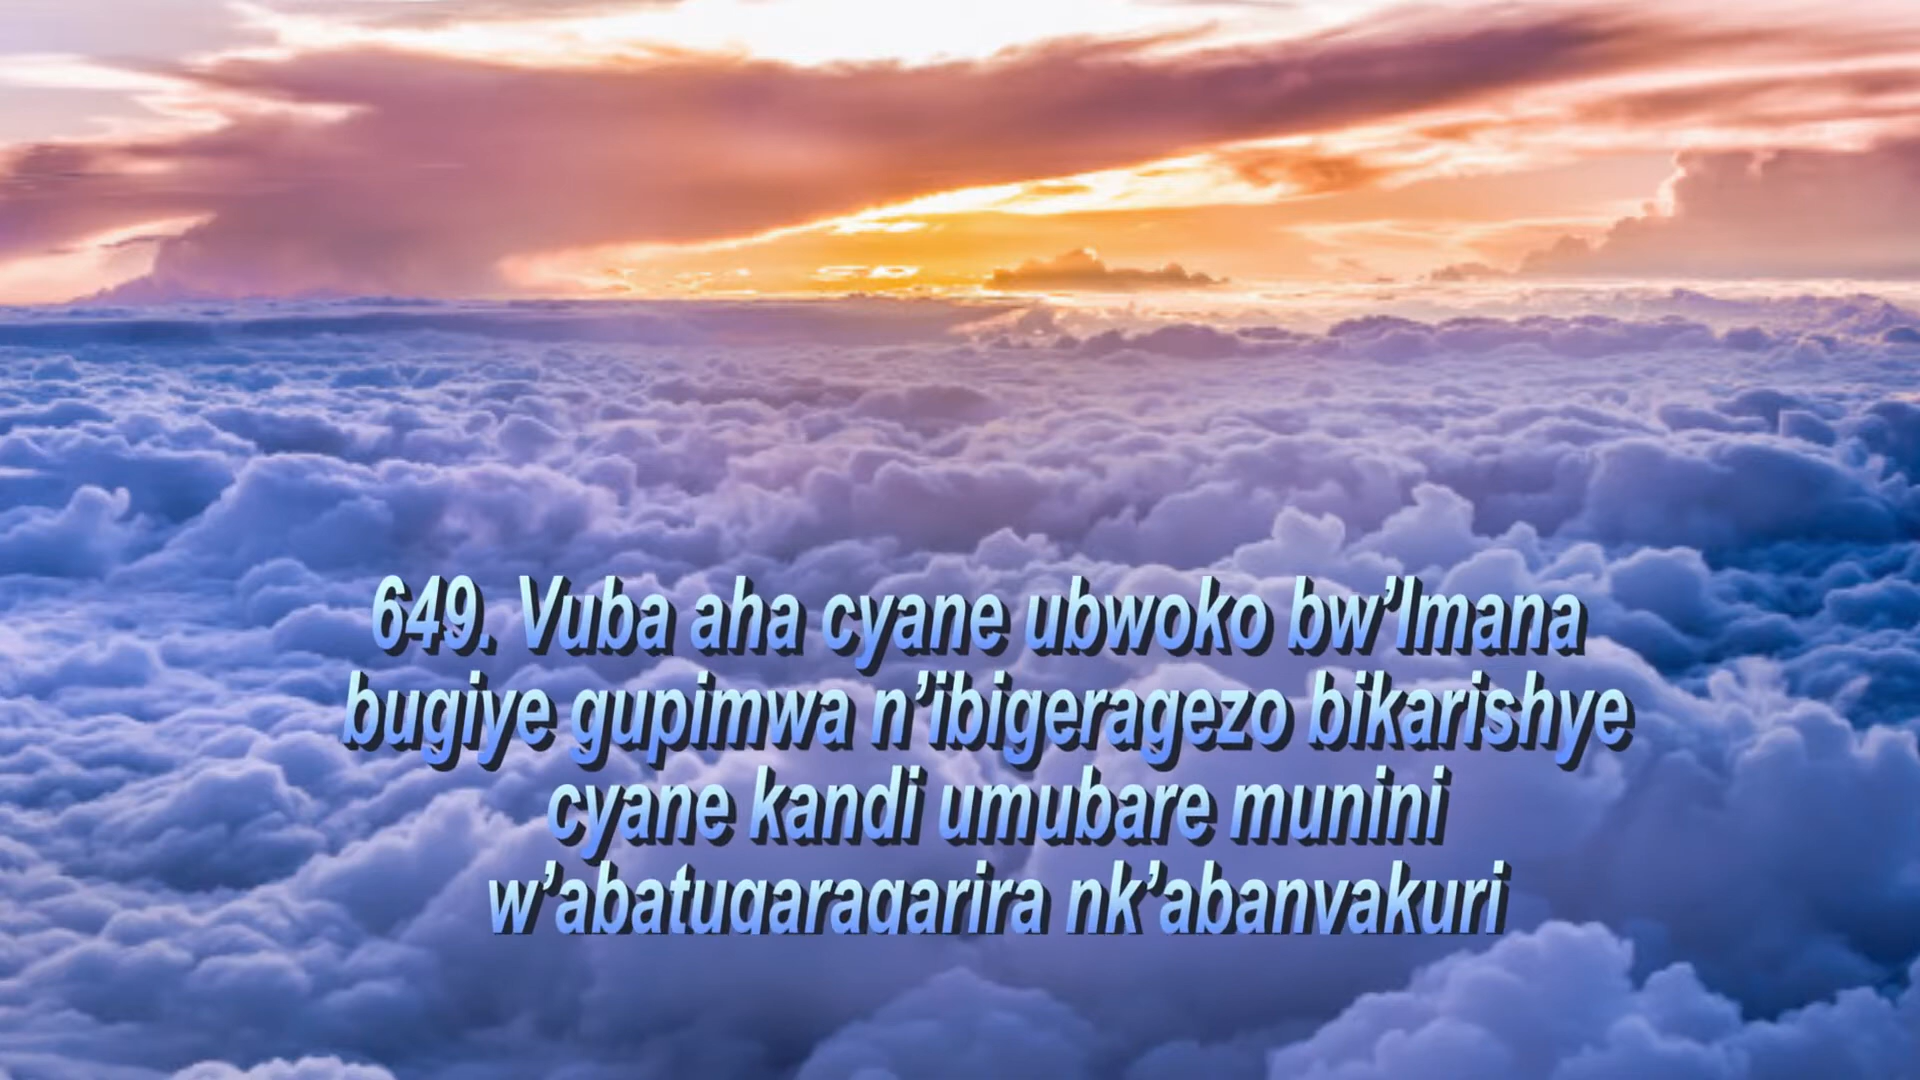 649. Vuba aha cyane ubwoko bw’Imana
bugiye gupimwa n’ibigeragezo bikarishye
cyane kandi umubare munini
w’abatugaragarira nk’abanyakuri